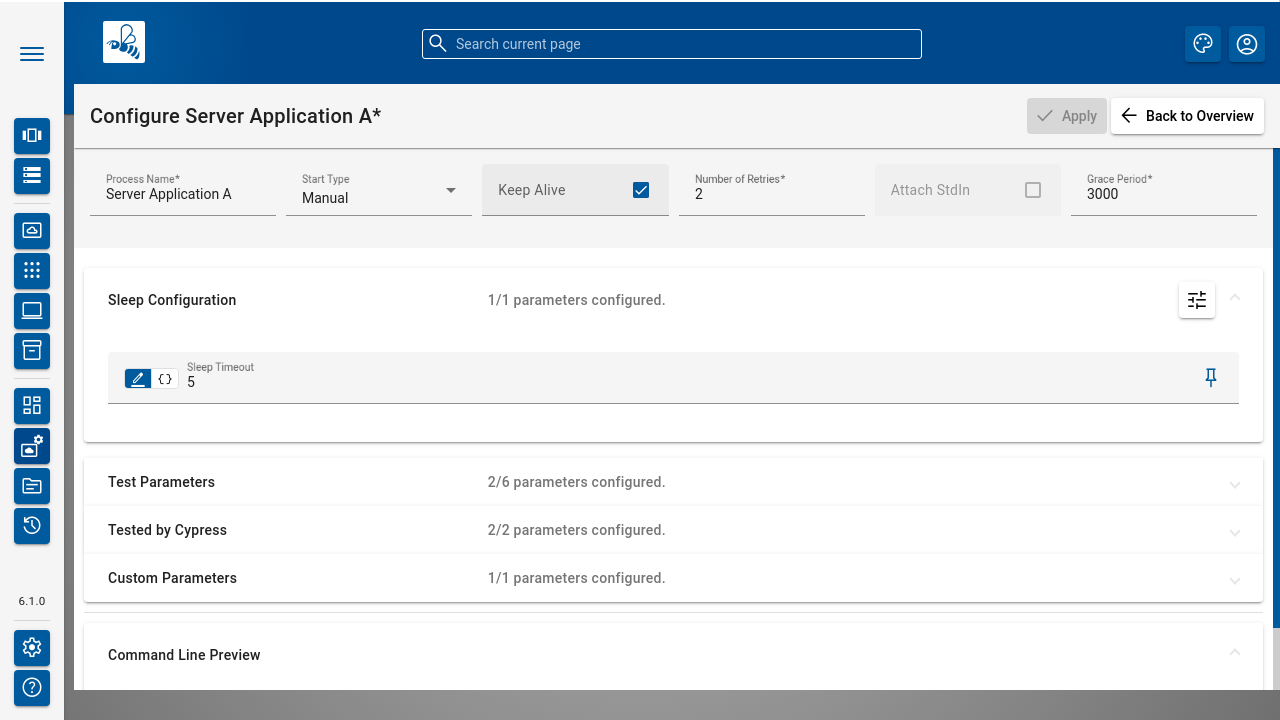 Search current page
Configure Server Application A*
Apply
Back to Overview
Process Name*
Server Application A
Start Type
Manual
Keep Alive
Number of Retries*
2
Attach StdIn
Grace Period*
3000
Sleep Configuration
1/1 parameters configured.
{}
Sleep Timeout
5
Test Parameters
2/6 parameters configured.
Tested by Cypress
2/2 parameters configured.
Custom Parameters
1/1 parameters configured.
Command Line Preview
6.1.0